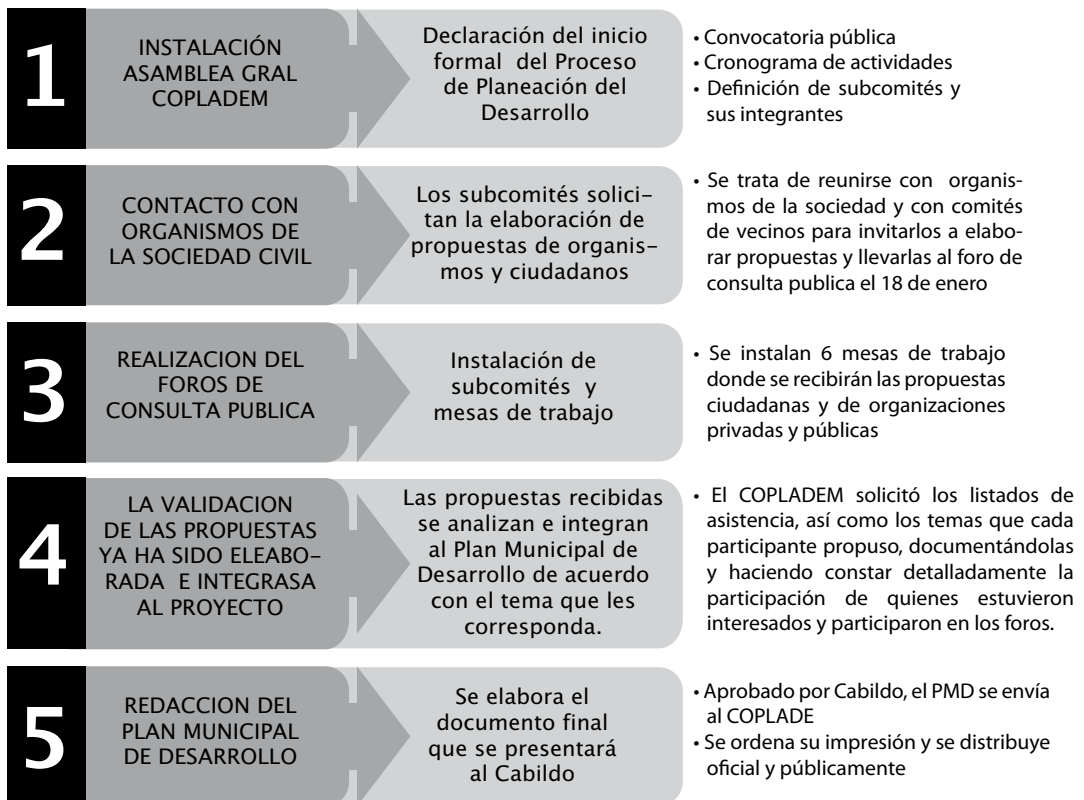 1
INSTALACIÓN
ASAMBLEA GRAL
COPLADEM
Declaración del inicio
formal del Proceso
de Planeación del
Desarrollo
• Convocatoria pública
• Cronograma de actividades
• Definición de subcomités y
sus integrantes
2
CONTACTO CON
ORGANISMOS DE
LA SOCIEDAD CIVIL
Los subcomités solici-
tan la elaboración de
propuestas de organis-
mos y ciudadanos
• Se trata de reunirse con organis-
mos de la sociedad y con comités
de vecinos para invitarlos a elabo-
rar propuestas y llevarlas al foro de
consulta publica el 18 de enero
3
REALIZACION DEL
FOROS DE
CONSULTA PUBLICA
Instalación de
subcomités y
mesas de trabajo
• Se instalan 6 mesas de trabajo
donde se recibirán las propuestas
ciudadanas y de organizaciones
privadas y públicas
4
LA VALIDACION
DE LAS PROPUESTAS
YA HA SIDO ELEABO-
RADA E INTEGRASA
AL PROYECTO
Las propuestas recibidas
se analizan e integran
al Plan Municipal de
Desarrollo de acuerdo
con el tema que les
corresponda.
• El COPLADEM solicitó los listados de
asistencia, así como los temas que cada
participante propuso, documentándolas
y haciendo constar detalladamente la
participación de quienes estuvieron
interesados y participaron en los foros.
5
REDACCION DEL
PLAN MUNICIPAL
DE DESARROLLO
Se elabora el
documento final
que se presentará
al Cabildo
• Aprobado por Cabildo, el PMD se envía
al COPLADE
• Se ordena su impresión y se distribuye
oficial y públicamente